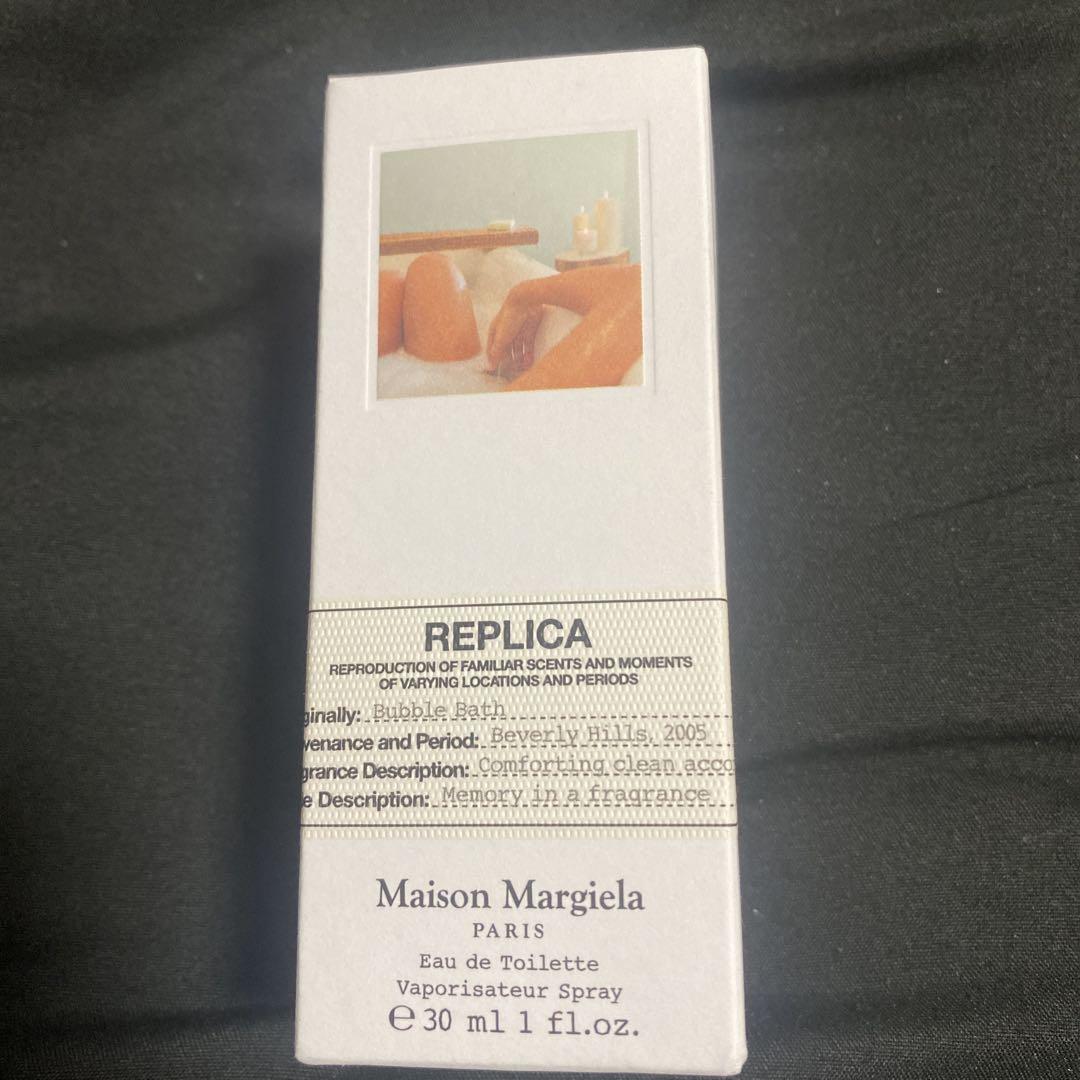 REPLICA
REPRODUCTION OF FAMILIAR SCENTS AND MOMENTS
OF VARYING LOCATIONS AND PERIODS
ginally: Bubble Bath
venance and Period: Beverly Hills, 2005
grance Description: Comforting clean acco
e Description: Memory in a fragrance
Maison Margiela
PARIS
Eau de Toilette
Vaporisateur Spray
℮ 30 ml 1 fl.oz.